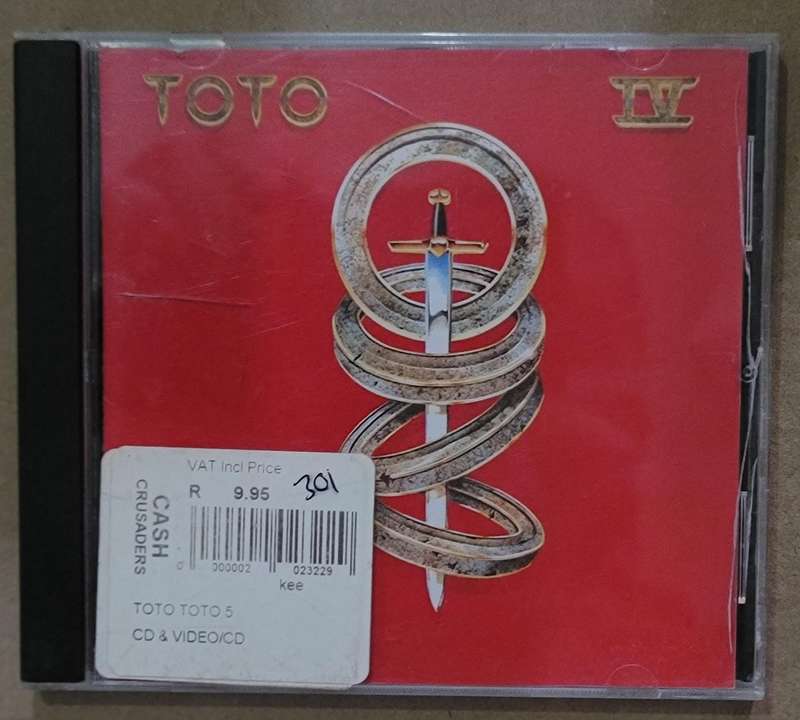 TOTO IV
VAT Incl Price
R 9.95 301
CASH
CRUSADERS
0 000002 023229
kee
TOTO TOTO 5
CD & VIDEO/CD